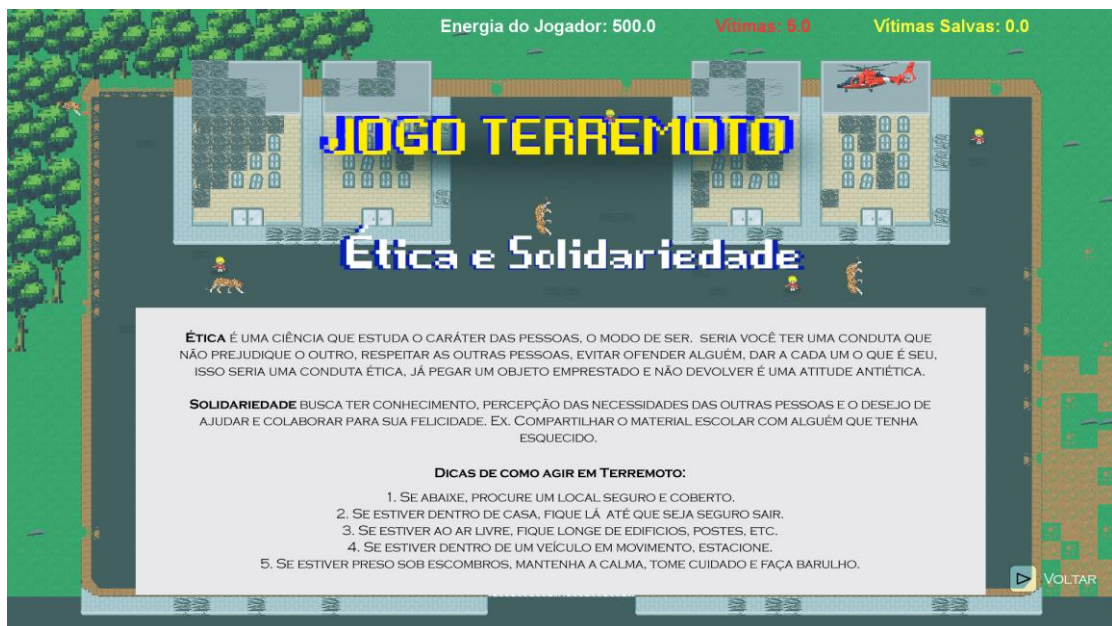 Energia do Jogador: 500.0 Vítimas: 5.0 Vítimas Salvas: 0.0
JOGO TERREMOTO
Ética e Solidariedade
ÉTICA É UMA CIÊNCIA QUE ESTUDA O CARÁTER DAS PESSOAS, O MODO DE SER. SERIA VOCÊ TER UMA CONDUTA QUE
NÃO PREJUDIQUE O OUTRO, RESPEITAR AS OUTRAS PESSOAS, EVITAR OFENDER ALGUÉM, DAR A CADA UM O QUE É SEU,
ISSO SERIA UMA CONDUTA ÉTICA, JÁ PEGAR UM OBJETO EMPRESTADO E NÃO DEVOLVER É UMA ATITUDE ANTIÉTICA.
SOLIDARIEDADE BUSCA TER CONHECIMENTO, PERCEPÇÃO DAS NECESSIDADES DAS OUTRAS PESSOAS E O DESEJO DE
AJUDAR E COLABORAR PARA SUA FELICIDADE. EX. COMPARTILHAR O MATERIAL ESCOLAR COM ALGUÉM QUE TENHA
ESQUECIDO.
DICAS DE COMO AGIR EM TERREMOTO:
1. SE ABAIXE, PROCURE UM LOCAL SEGURO E COBERTO.
2. SE ESTIVER DENTRO DE CASA, FIQUE LÁ ATÉ QUE SEJA SEGURO SAIR.
3. SE ESTIVER AO AR LIVRE, FIQUE LONGE DE EDIFICIOS, POSTES, ETC.
4. SE ESTIVER DENTRO DE UM VEÍCULO EM MOVIMENTO, ESTACIONE.
5. SE ESTIVER PRESO SOB ESCOMBROS, MANTENHA A CALMA, TOME CUIDADO E FAÇA BARULHO.
VOLTAR